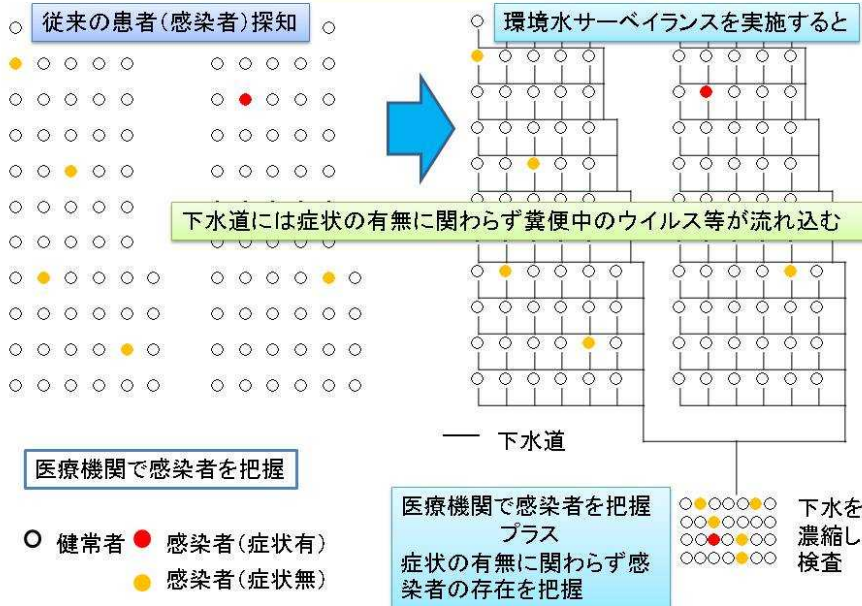 従来の患者(感染者)探知
環境水サーベイランスを実施すると
下水道には症状の有無に関わらず糞便中のウイルス等が流れ込む
下水道
医療機関で感染者を把握
健常者
感染者(症状有)
感染者(症状無)
医療機関で感染者を把握
プラス
症状の有無に関わらず感
染者の存在を把握
下水を
濃縮し
検査